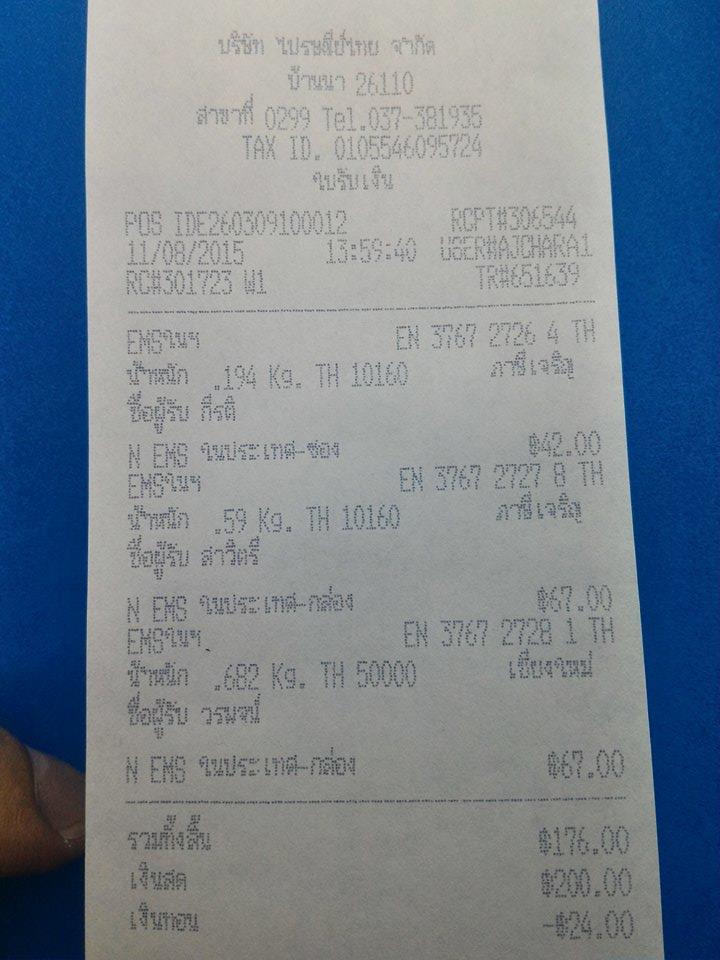 บริษัท ไปรษณีย์ไทย จำกัด
บ้านนา 26110
สาขาที่ 0299 Tel.037-381935
TAX ID. 0105546095724
ใบรับเงิน
POS IDE260309100012 RCPT#306544
11/08/2015 13:59:40 USER#AJCHARA1
RC#301723 W1 TR#651639
EMSในฯ EN 3767 2726 4 TH
น้ำหนัก .194 Kg. TH 10160 ภาษีเจริญ
ชื่อผู้รับ กีรติ
N EMS ในประเทศ-ซอง ฿42.00
EMSในฯ EN 3767 2727 8 TH
น้ำหนัก .59 Kg. TH 10160 ภาษีเจริญ
ชื่อผู้รับ สาวิตรี
N EMS ในประเทศ-กล่อง ฿67.00
EMSในฯ EN 3767 2728 1 TH
น้ำหนัก .682 Kg. TH 50000 เชียงใหม่
ชื่อผู้รับ วรพจน์
N EMS ในประเทศ-กล่อง ฿67.00
รวมทั้งสิ้น ฿176.00
เงินสด ฿200.00
เงินทอน -฿24.00